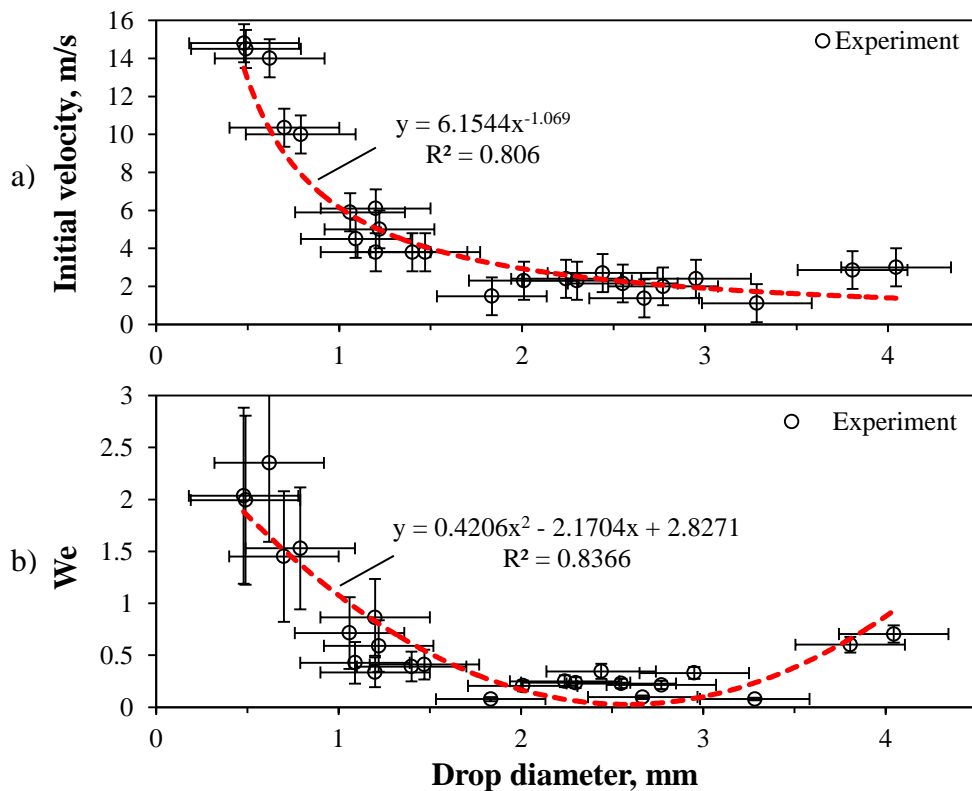 a)
Initial velocity, m/s
16
14
12
10
8
6
4
2
0
Experiment
y = 6.1544x⁻¹·⁰⁶⁹
R² = 0.806
0 1 2 3 4
b)
We
3
2.5
2
1.5
1
0.5
0
Experiment
y = 0.4206x² - 2.1704x + 2.8271
R² = 0.8366
0 1 2 3 4
Drop diameter, mm